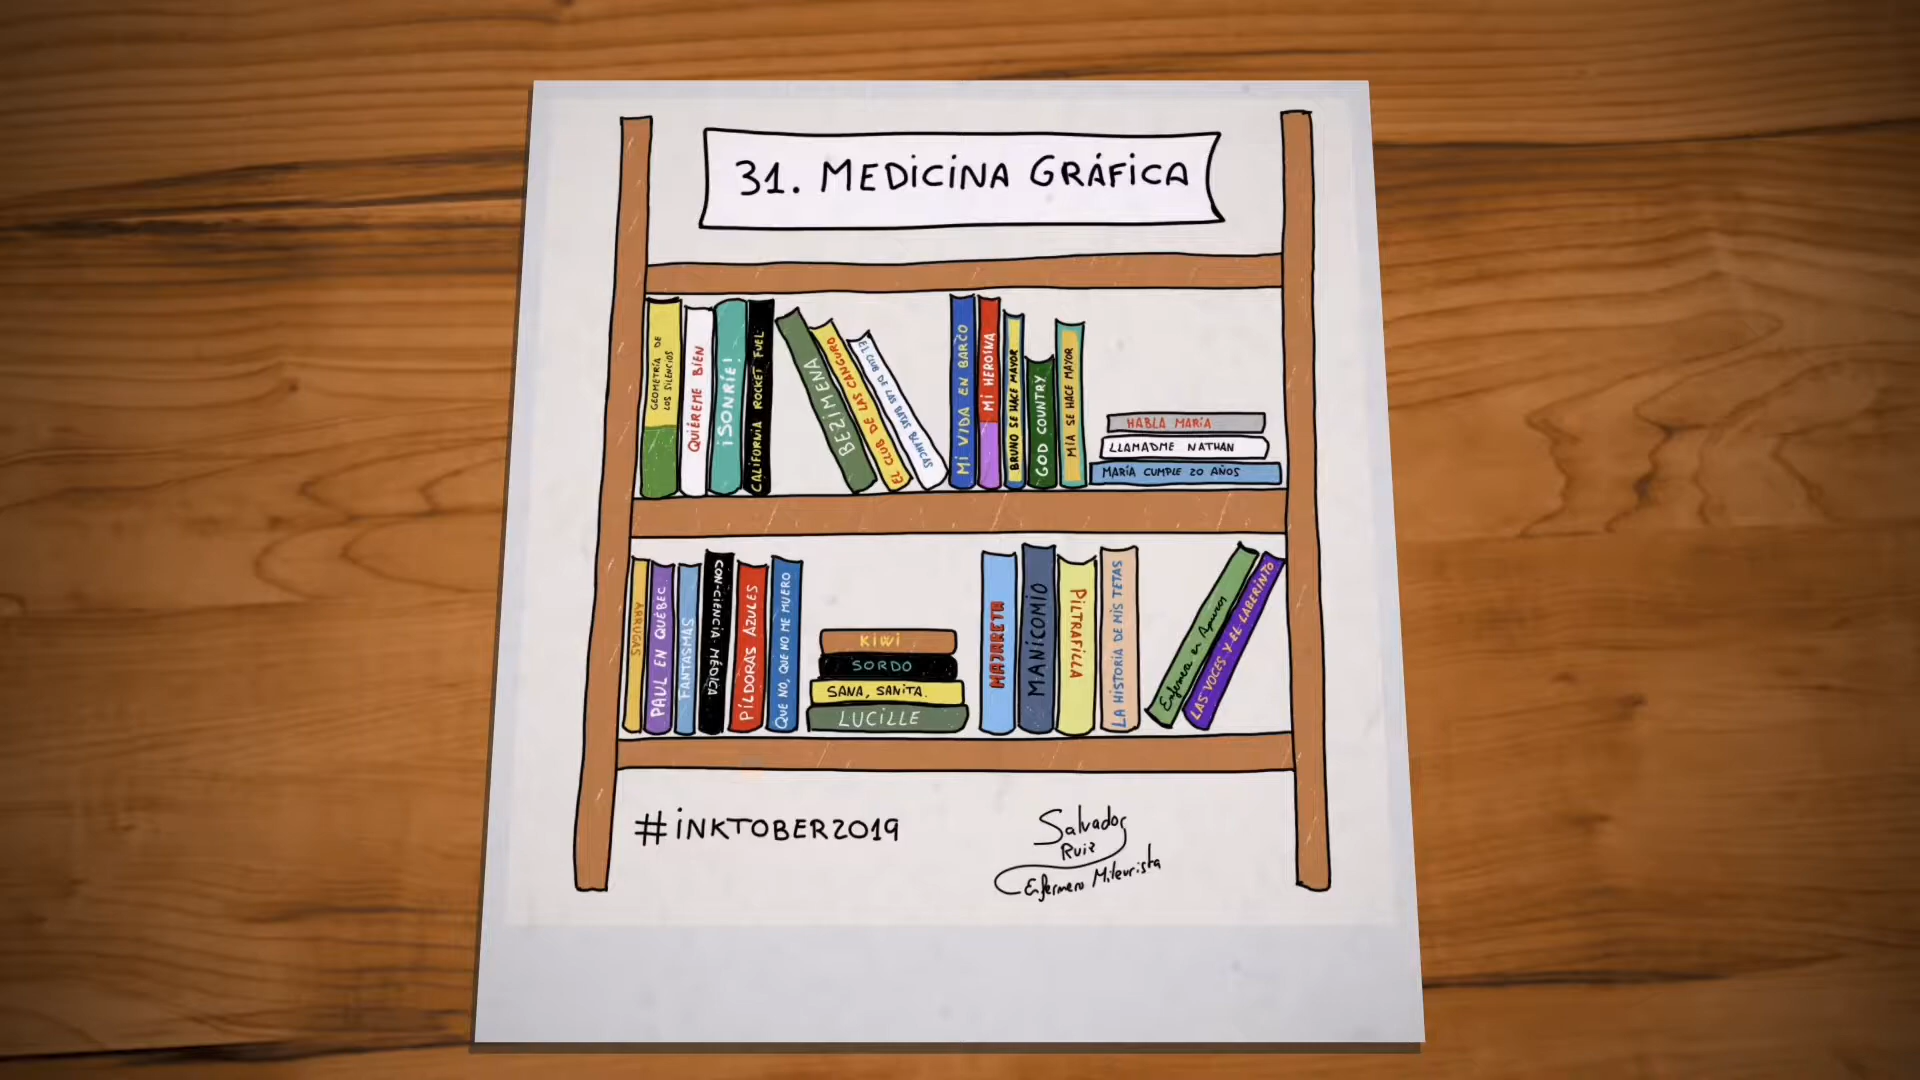 31. MEDICINA GRÁFICA
GEOMETRÍA DE
LOS SILENCIOS
QUIÉREME BIEN
¡SONRÍE!
CALIFORNIA ROCKET FUEL
BEZIMENA
EL CLUB DE LAS CANGURO
EL CLUB DE LAS BATAS BLANCAS
MI VIDA EN BARCO
MI HEROÍNA
BRUNO SE HACE MAYOR
GOD COUNTRY
MÍA SE HACE MAYOR
HABLA MARÍA
LLAMADME NATHAN
MARÍA CUMPLE 20 AÑOS
ARRUGAS
PAUL EN QUÉBEC
FANTASMAS
CON-CIENCIA MÉDICA
PÍLDORAS AZULES
QUE NO, QUE NO ME MUERO
KIWI
SORDO
SANA, SANITA.
LUCILLE
MAJARETA
MANICOMIO
PILTRAFILLA
LA HISTORIA DE MIS TETAS
Enfermera en Apuros
LAS VOCES Y EL LABERINTO
#INKTOBER2019
Salvador
Ruiz
Enfermero Mileurista